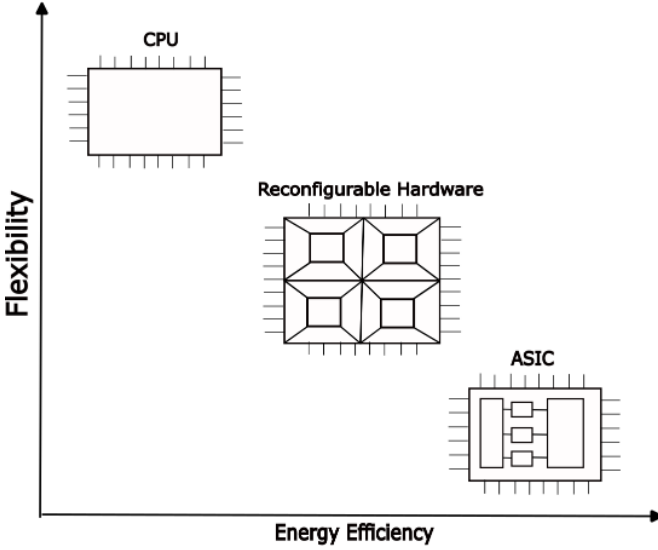 CPU
Reconfigurable Hardware
Flexibility
ASIC
Energy Efficiency